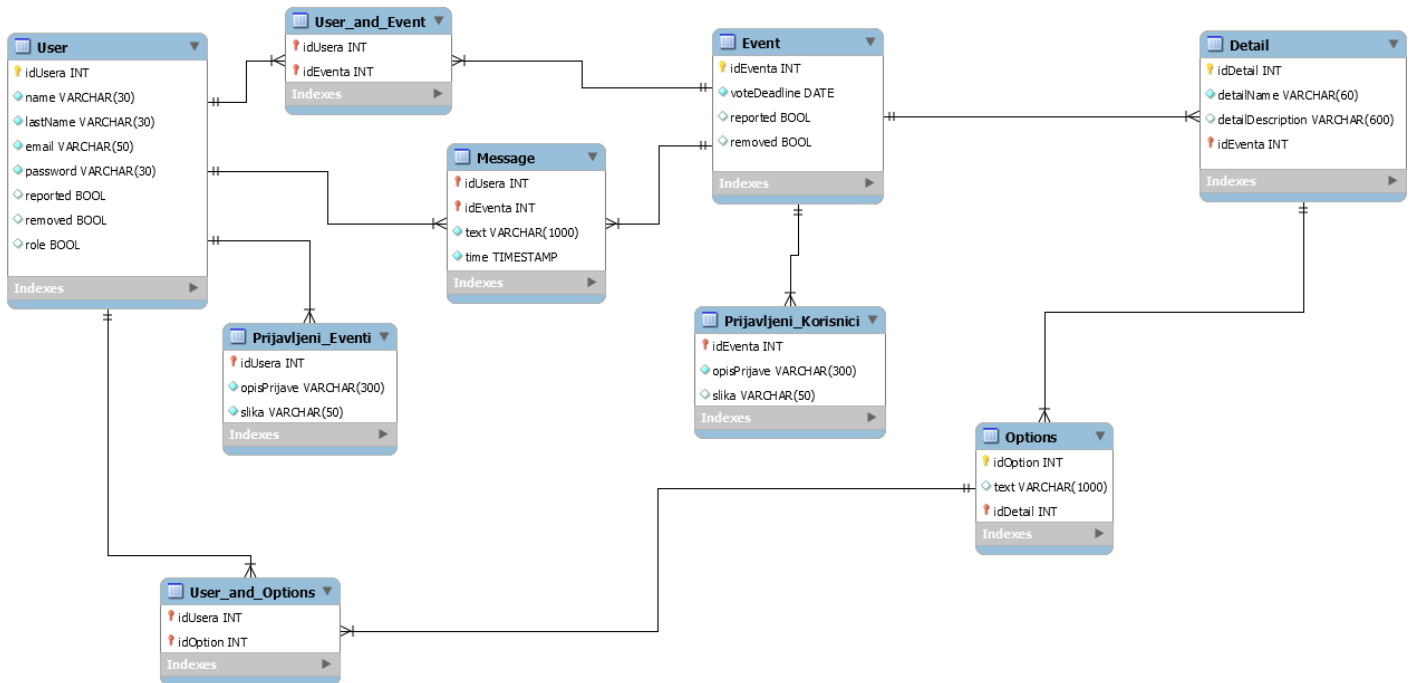 User
idUsera INT
name VARCHAR(30)
lastName VARCHAR(30)
email VARCHAR(50)
password VARCHAR(30)
reported BOOL
removed BOOL
role BOOL
Indexes
User_and_Event
idUsera INT
idEventa INT
Indexes
Message
idUsera INT
idEventa INT
text VARCHAR(1000)
time TIMESTAMP
Indexes
Event
idEventa INT
voteDeadline DATE
reported BOOL
removed BOOL
Indexes
Detail
idDetail INT
detailName VARCHAR(60)
detailDescription VARCHAR(600)
idEventa INT
Indexes
Prijavljeni_Eventi
idUsera INT
opisPrijave VARCHAR(300)
slika VARCHAR(50)
Indexes
Prijavljeni_Korisnici
idEventa INT
opisPrijave VARCHAR(300)
slika VARCHAR(50)
Indexes
Options
idOption INT
text VARCHAR(1000)
idDetail INT
Indexes
User_and_Options
idUsera INT
idOption INT
Indexes